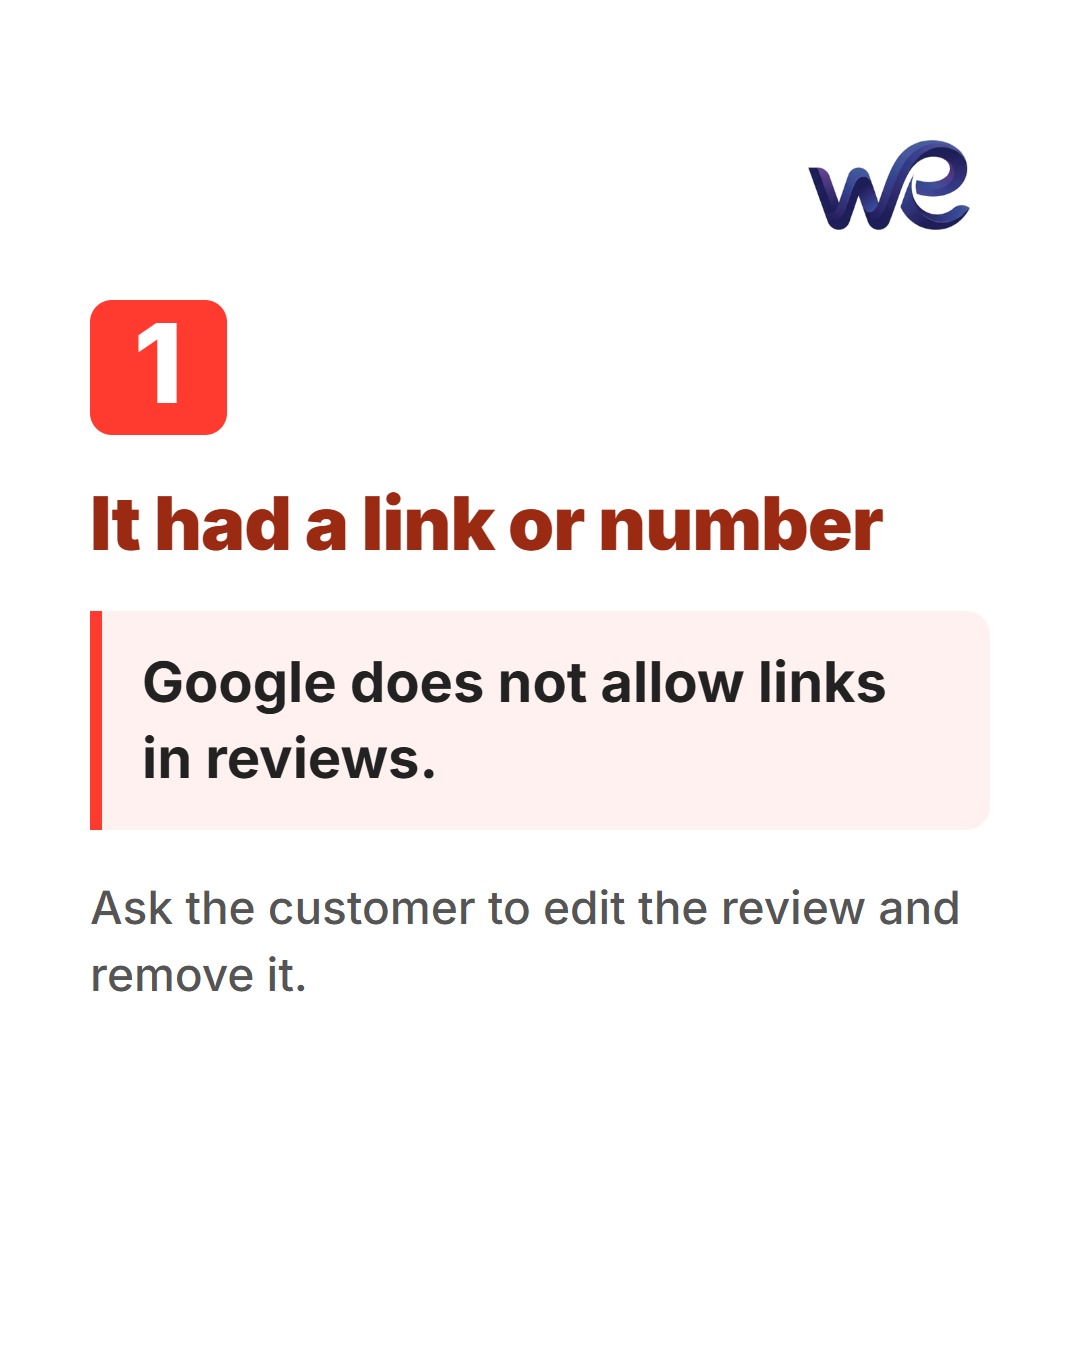 we
1
It had a link or number
Google does not allow links
in reviews.
Ask the customer to edit the review and
remove it.